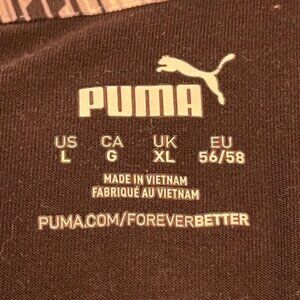 PUMA
US CA UK EU
L G XL 56/58
MADE IN VIETNAM
FABRIQUÉ AU VIETNAM
PUMA.COM/FOREVERBETTER